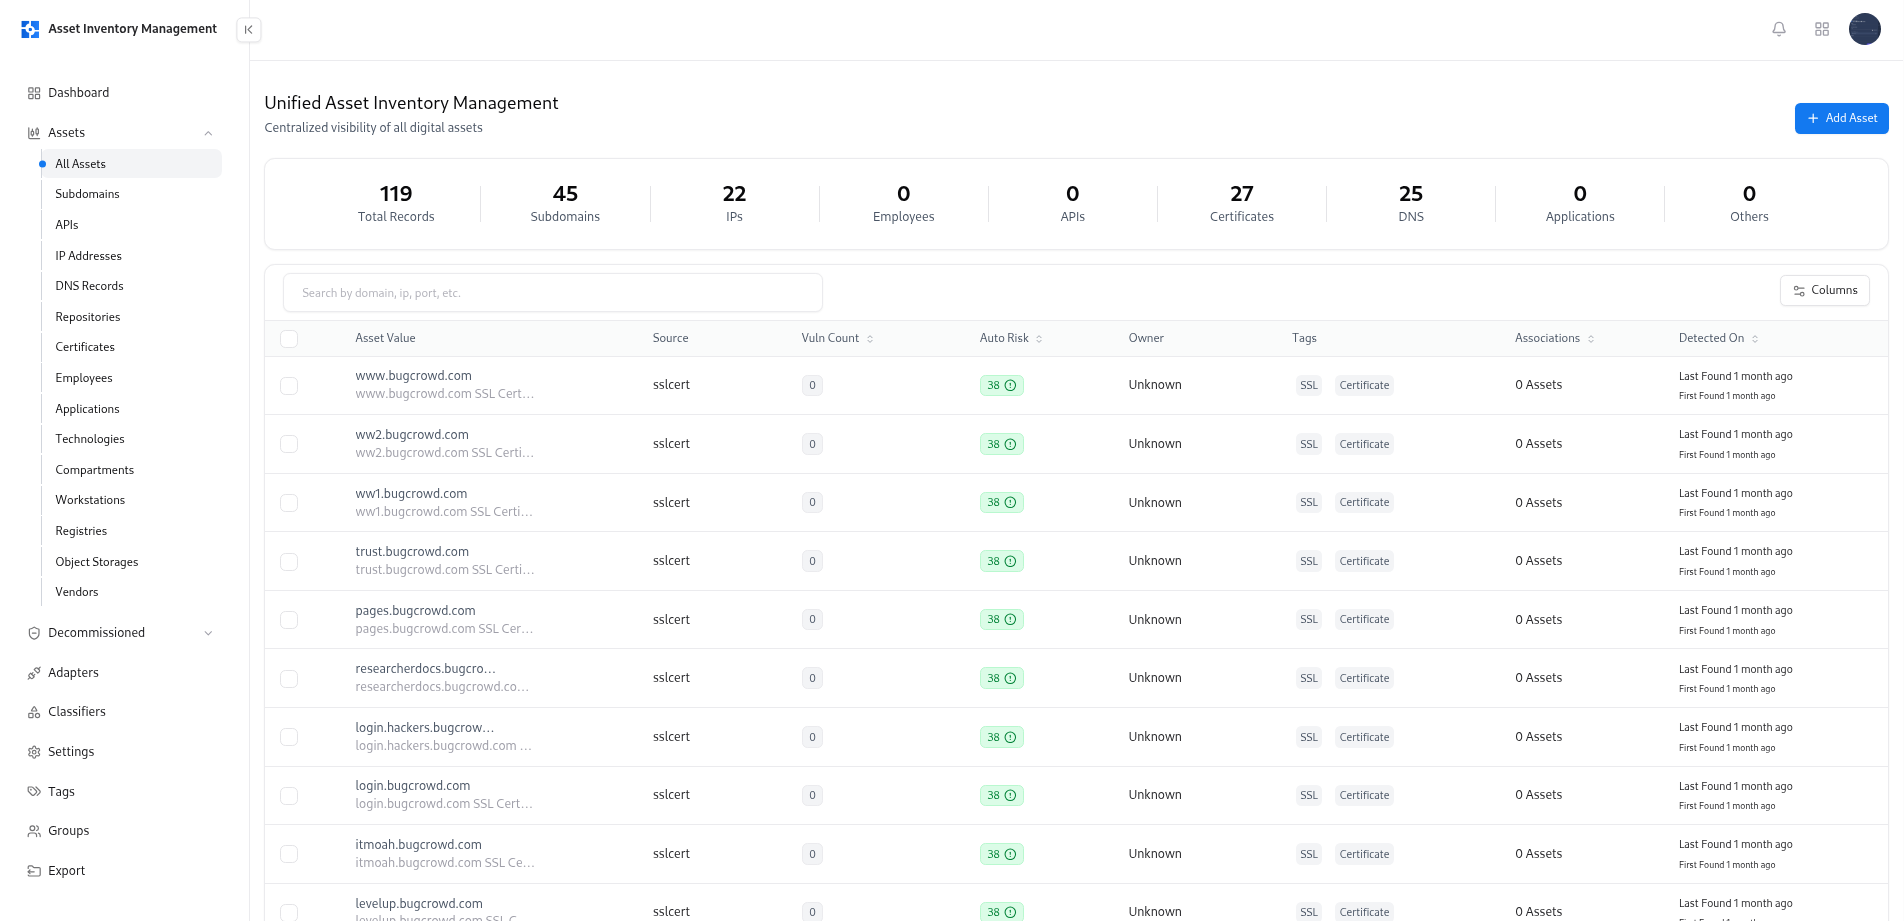 Asset Inventory Management
Dashboard
Assets
All Assets
Subdomains
APIs
IP Addresses
DNS Records
Repositories
Certificates
Employees
Applications
Technologies
Compartments
Workstations
Registries
Object Storages
Vendors
Decommissioned
Adapters
Classifiers
Settings
Tags
Groups
Export
Unified Asset Inventory Management
Centralized visibility of all digital assets
+ Add Asset
119 45 22 0 0 27 25 0 0
Total Records Subdomains IPs Employees APIs Certificates DNS Applications Others
Search by domain, ip, port, etc.
Columns
Asset Value Source Vuln Count Auto Risk Owner Tags Associations Detected On
www.bugcrowd.com
www.bugcrowd.com SSL Cert...
sslcert 0 38 Unknown SSL Certificate 0 Assets
Last Found 1 month ago
First Found 1 month ago
ww2.bugcrowd.com
ww2.bugcrowd.com SSL Certi...
sslcert 0 38 Unknown SSL Certificate 0 Assets
Last Found 1 month ago
First Found 1 month ago
ww1.bugcrowd.com
ww1.bugcrowd.com SSL Certi...
sslcert 0 38 Unknown SSL Certificate 0 Assets
Last Found 1 month ago
First Found 1 month ago
trust.bugcrowd.com
trust.bugcrowd.com SSL Certi...
sslcert 0 38 Unknown SSL Certificate 0 Assets
Last Found 1 month ago
First Found 1 month ago
pages.bugcrowd.com
pages.bugcrowd.com SSL Cer...
sslcert 0 38 Unknown SSL Certificate 0 Assets
Last Found 1 month ago
First Found 1 month ago
researcherdocs.bugcro...
researcherdocs.bugcrowd.co...
sslcert 0 38 Unknown SSL Certificate 0 Assets
Last Found 1 month ago
First Found 1 month ago
login.hackers.bugcrow...
login.hackers.bugcrowd.com ...
sslcert 0 38 Unknown SSL Certificate 0 Assets
Last Found 1 month ago
First Found 1 month ago
login.bugcrowd.com
login.bugcrowd.com SSL Cert...
sslcert 0 38 Unknown SSL Certificate 0 Assets
Last Found 1 month ago
First Found 1 month ago
itmoah.bugcrowd.com
itmoah.bugcrowd.com SSL Ce...
sslcert 0 38 Unknown SSL Certificate 0 Assets
Last Found 1 month ago
First Found 1 month ago
levelup.bugcrowd.com
levelup.bugcrowd.com SSL C
sslcert 0 38 Unknown SSL Certificate 0 Assets
Last Found 1 month ago